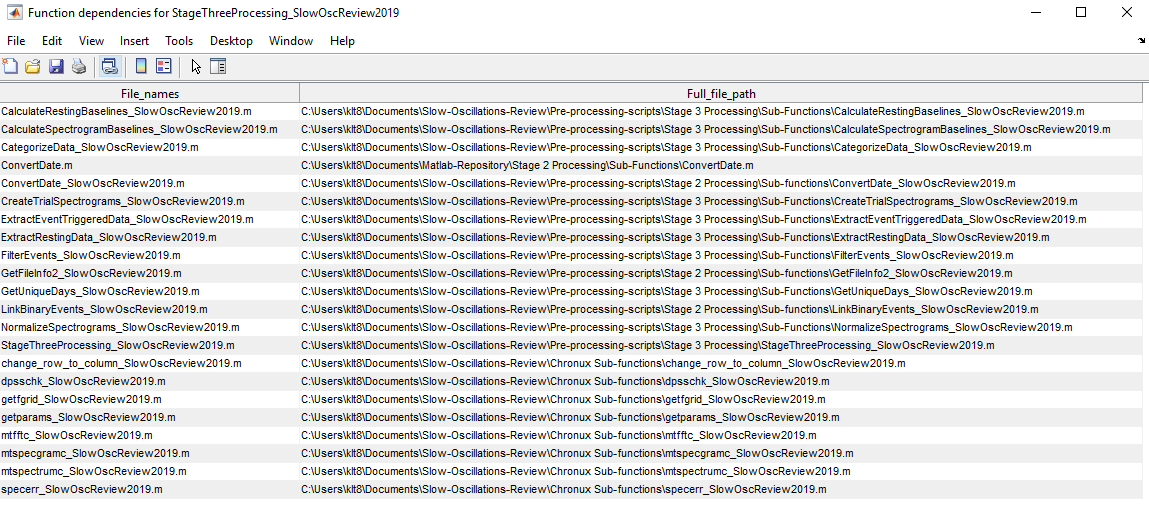 Function dependencies for StageThreeProcessing_SlowOscReview2019
File Edit View Insert Tools Desktop Window Help
File_names Full_file_path
CalculateRestingBaselines_SlowOscReview2019.m C:\Users\klt8\Documents\Slow-Oscillations-Review\Pre-processing-scripts\Stage 3 Processing\Sub-Functions\CalculateRestingBaselines_SlowOscReview2019.m
CalculateSpectrogramBaselines_SlowOscReview2019.m C:\Users\klt8\Documents\Slow-Oscillations-Review\Pre-processing-scripts\Stage 3 Processing\Sub-Functions\CalculateSpectrogramBaselines_SlowOscReview2019.m
CategorizeData_SlowOscReview2019.m C:\Users\klt8\Documents\Slow-Oscillations-Review\Pre-processing-scripts\Stage 3 Processing\Sub-Functions\CategorizeData_SlowOscReview2019.m
ConvertDate.m C:\Users\klt8\Documents\Matlab-Repository\Stage 2 Processing\Sub-Functions\ConvertDate.m
ConvertDate_SlowOscReview2019.m C:\Users\klt8\Documents\Slow-Oscillations-Review\Pre-processing-scripts\Stage 2 Processing\Sub-functions\ConvertDate_SlowOscReview2019.m
CreateTrialSpectrograms_SlowOscReview2019.m C:\Users\klt8\Documents\Slow-Oscillations-Review\Pre-processing-scripts\Stage 3 Processing\Sub-Functions\CreateTrialSpectrograms_SlowOscReview2019.m
ExtractEventTriggeredData_SlowOscReview2019.m C:\Users\klt8\Documents\Slow-Oscillations-Review\Pre-processing-scripts\Stage 3 Processing\Sub-Functions\ExtractEventTriggeredData_SlowOscReview2019.m
ExtractRestingData_SlowOscReview2019.m C:\Users\klt8\Documents\Slow-Oscillations-Review\Pre-processing-scripts\Stage 3 Processing\Sub-Functions\ExtractRestingData_SlowOscReview2019.m
FilterEvents_SlowOscReview2019.m C:\Users\klt8\Documents\Slow-Oscillations-Review\Pre-processing-scripts\Stage 3 Processing\Sub-Functions\FilterEvents_SlowOscReview2019.m
GetFileInfo2_SlowOscReview2019.m C:\Users\klt8\Documents\Slow-Oscillations-Review\Pre-processing-scripts\Stage 2 Processing\Sub-functions\GetFileInfo2_SlowOscReview2019.m
GetUniqueDays_SlowOscReview2019.m C:\Users\klt8\Documents\Slow-Oscillations-Review\Pre-processing-scripts\Stage 3 Processing\Sub-Functions\GetUniqueDays_SlowOscReview2019.m
LinkBinaryEvents_SlowOscReview2019.m C:\Users\klt8\Documents\Slow-Oscillations-Review\Pre-processing-scripts\Stage 2 Processing\Sub-functions\LinkBinaryEvents_SlowOscReview2019.m
NormalizeSpectrograms_SlowOscReview2019.m C:\Users\klt8\Documents\Slow-Oscillations-Review\Pre-processing-scripts\Stage 3 Processing\Sub-Functions\NormalizeSpectrograms_SlowOscReview2019.m
StageThreeProcessing_SlowOscReview2019.m C:\Users\klt8\Documents\Slow-Oscillations-Review\Pre-processing-scripts\Stage 3 Processing\StageThreeProcessing_SlowOscReview2019.m
change_row_to_column_SlowOscReview2019.m C:\Users\klt8\Documents\Slow-Oscillations-Review\Chronux Sub-functions\change_row_to_column_SlowOscReview2019.m
dpsschk_SlowOscReview2019.m C:\Users\klt8\Documents\Slow-Oscillations-Review\Chronux Sub-functions\dpsschk_SlowOscReview2019.m
getfgrid_SlowOscReview2019.m C:\Users\klt8\Documents\Slow-Oscillations-Review\Chronux Sub-functions\getfgrid_SlowOscReview2019.m
getparams_SlowOscReview2019.m C:\Users\klt8\Documents\Slow-Oscillations-Review\Chronux Sub-functions\getparams_SlowOscReview2019.m
mtfftc_SlowOscReview2019.m C:\Users\klt8\Documents\Slow-Oscillations-Review\Chronux Sub-functions\mtfftc_SlowOscReview2019.m
mtspecgramc_SlowOscReview2019.m C:\Users\klt8\Documents\Slow-Oscillations-Review\Chronux Sub-functions\mtspecgramc_SlowOscReview2019.m
mtspectrumc_SlowOscReview2019.m C:\Users\klt8\Documents\Slow-Oscillations-Review\Chronux Sub-functions\mtspectrumc_SlowOscReview2019.m
specerr_SlowOscReview2019.m C:\Users\klt8\Documents\Slow-Oscillations-Review\Chronux Sub-functions\specerr_SlowOscReview2019.m